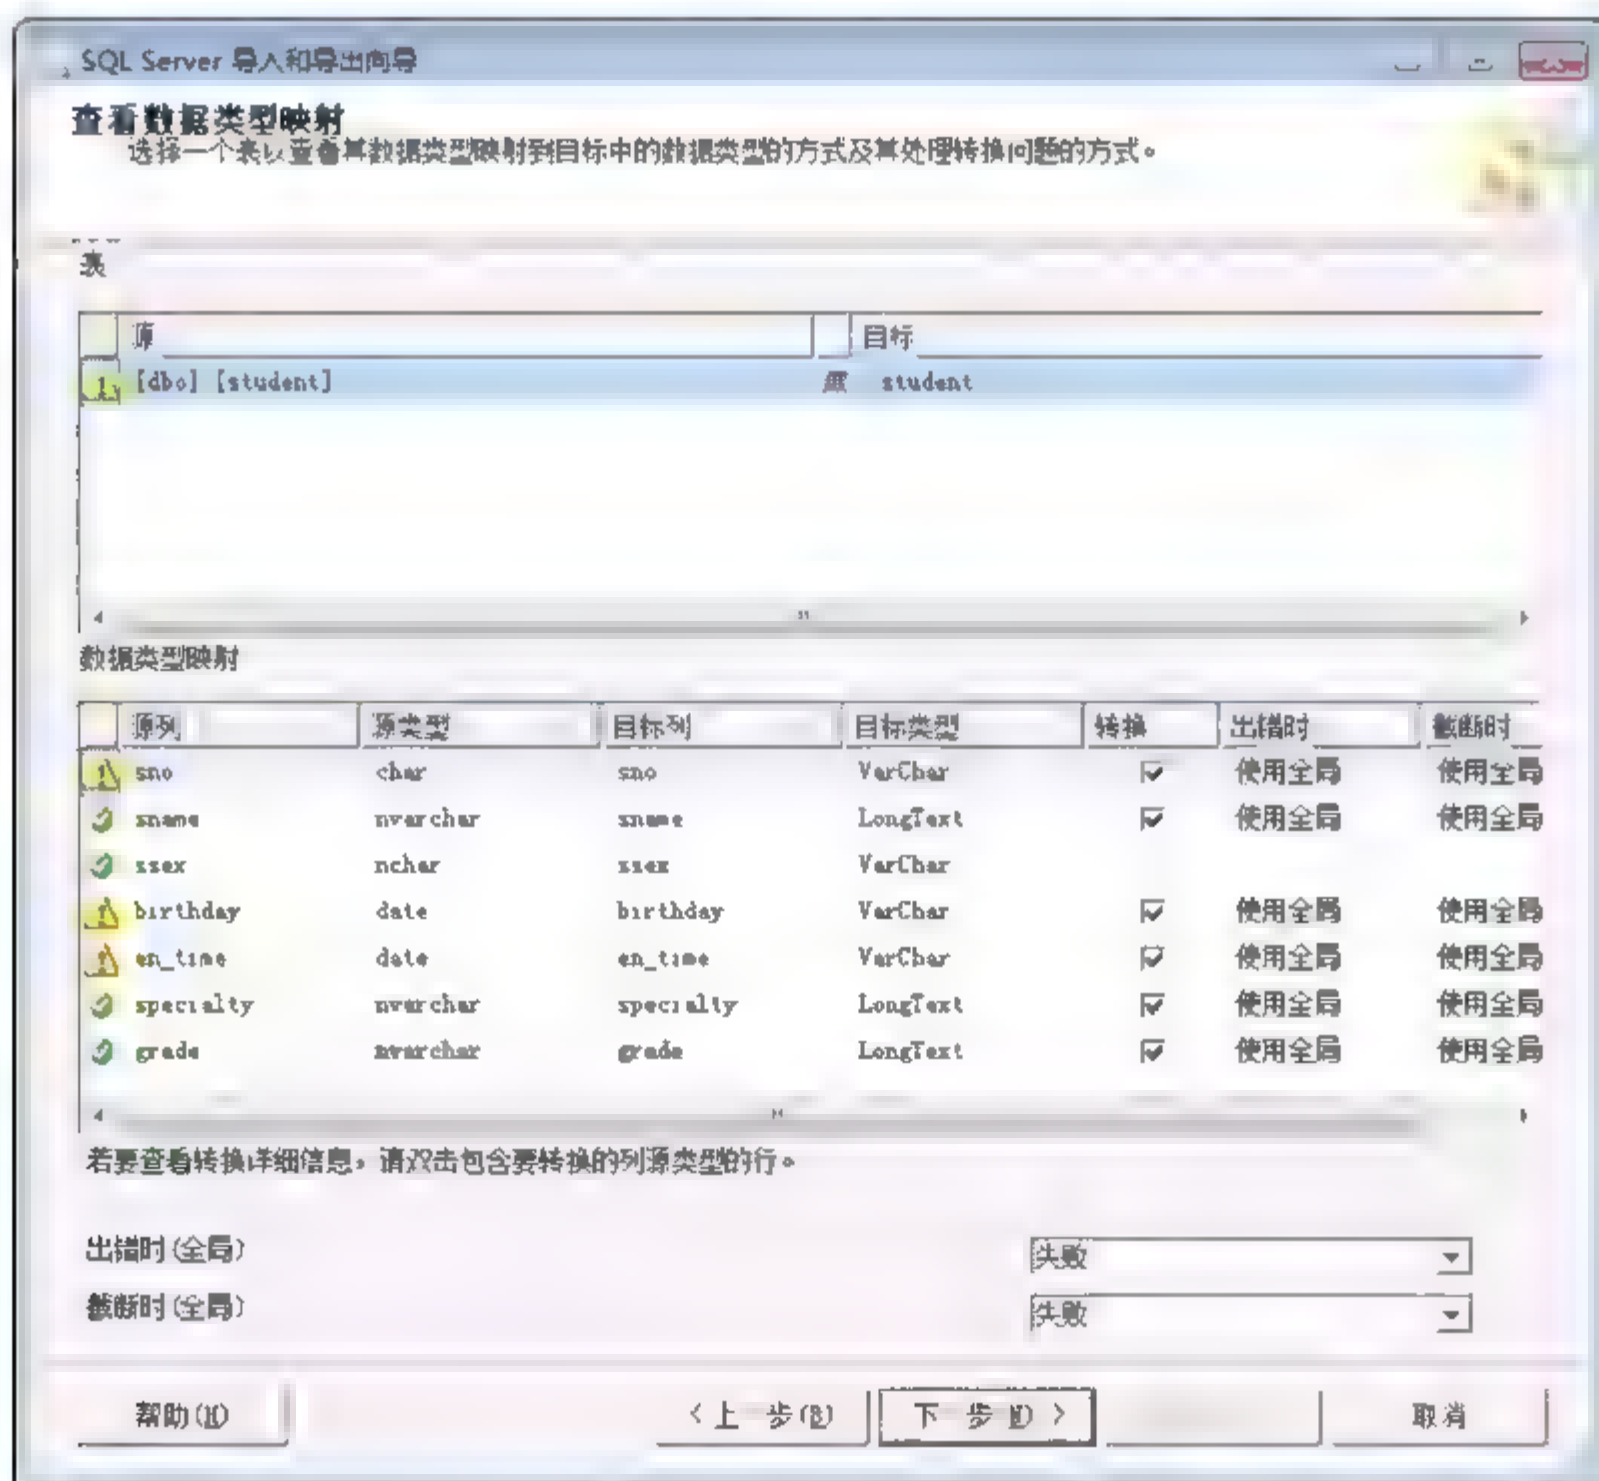 SQL Server 导入和导出向导
查看数据类型映射
选择一个表以查看其数据类型映射到目标中的数据类型的方式及其处理转换问题的方式。
表
源 目标
[dbo] [student] student
数据类型映射
源列 源类型 目标列 目标类型 转换 出错时 截断时
sno char sno VarChar 使用全局 使用全局
sname nvarchar sname LongText 使用全局 使用全局
ssex nchar ssex VarChar
birthday date birthday VarChar 使用全局 使用全局
en_time date en_time VarChar 使用全局 使用全局
specialty nvarchar specialty LongText 使用全局 使用全局
grade nvarchar grade LongText 使用全局 使用全局
若要查看转换详细信息，请双击包含要转换的列源类型的行。
出错时(全局) 失败
截断时(全局) 失败
帮助(H) <上一步(B) 下一步(N) > 取消